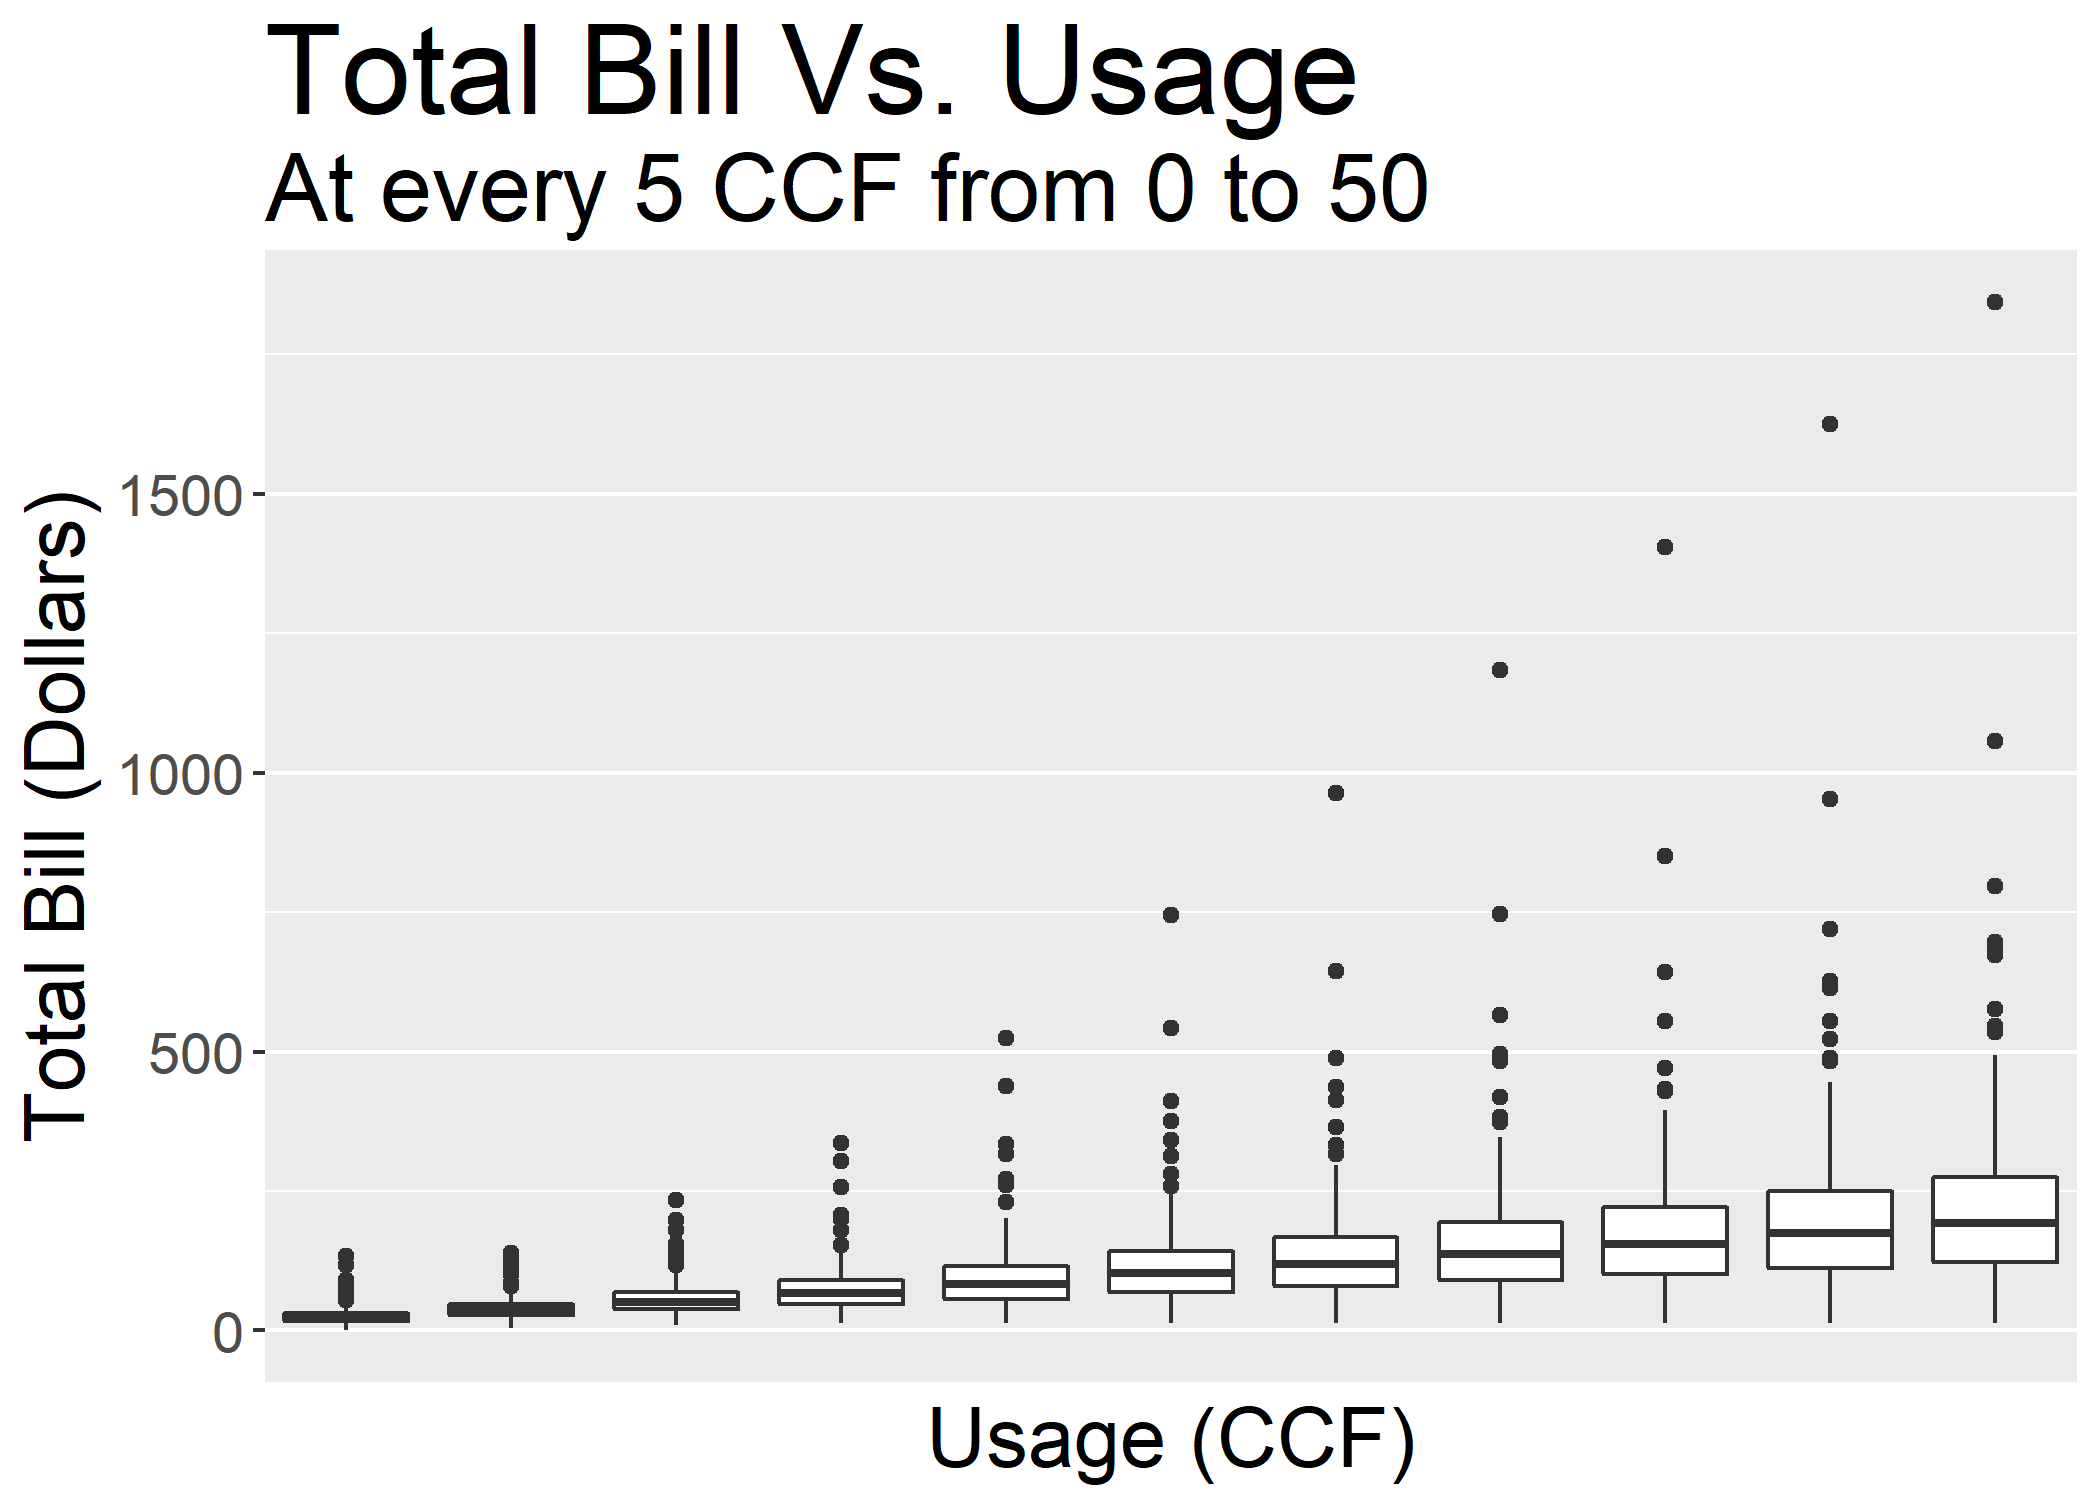 Total Bill Vs. Usage
At every 5 CCF from 0 to 50
Total Bill (Dollars)
1500
1000
500
0
Usage (CCF)